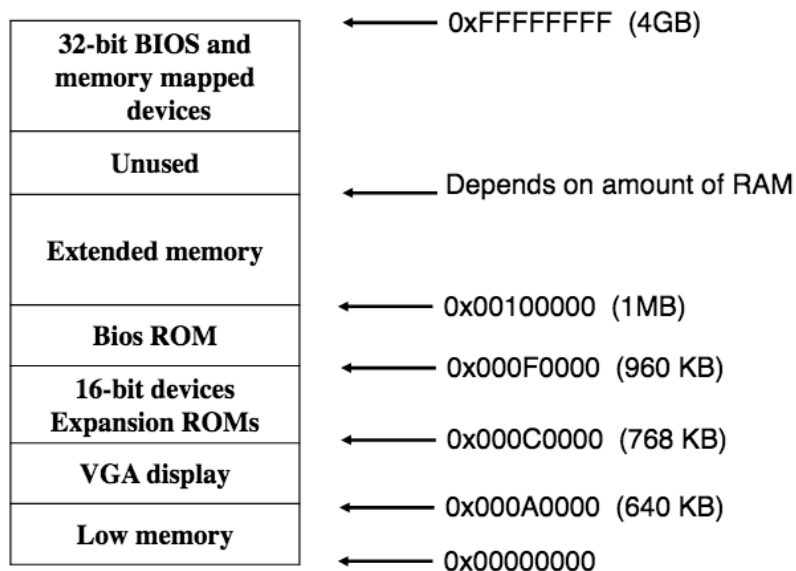 0xFFFFFFFF (4GB)
32-bit BIOS and
memory mapped
devices
Unused
Depends on amount of RAM
Extended memory
0x00100000 (1MB)
Bios ROM
0x000F0000 (960 KB)
16-bit devices
Expansion ROMs
0x000C0000 (768 KB)
VGA display
0x000A0000 (640 KB)
Low memory
0x00000000